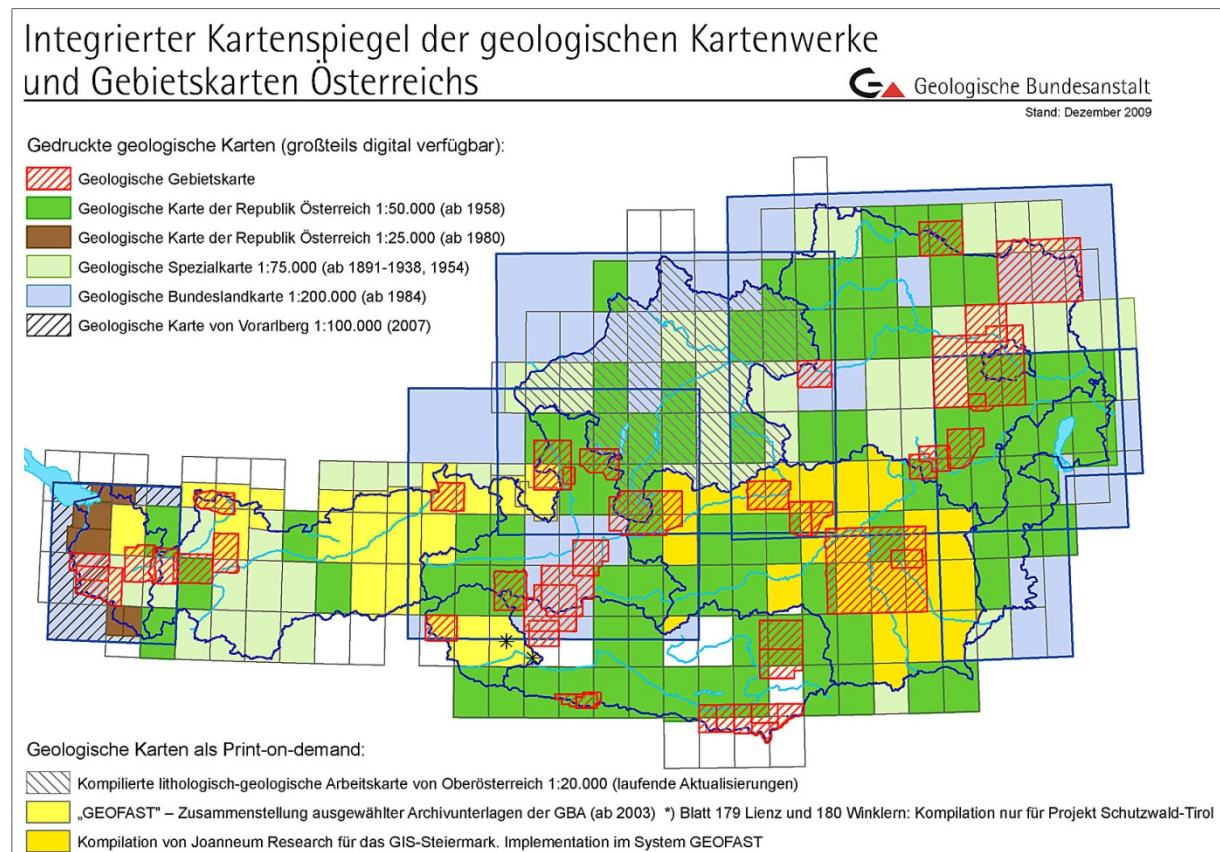 Integrierter Kartenspiegel der geologischen Kartenwerke
und Gebietskarten Österreichs
Geologische Bundesanstalt
Stand: Dezember 2009
Gedruckte geologische Karten (großteils digital verfügbar):
Geologische Gebietskarte
Geologische Karte der Republik Österreich 1:50.000 (ab 1958)
Geologische Karte der Republik Österreich 1:25.000 (ab 1980)
Geologische Spezialkarte 1:75.000 (ab 1891-1938, 1954)
Geologische Bundeslandkarte 1:200.000 (ab 1984)
Geologische Karte von Vorarlberg 1:100.000 (2007)
Geologische Karten als Print-on-demand:
Kompilierte lithologisch-geologische Arbeitskarte von Oberösterreich 1:20.000 (laufende Aktualisierungen)
„GEOFAST" – Zusammenstellung ausgewählter Archivunterlagen der GBA (ab 2003) *) Blatt 179 Lienz und 180 Winklern: Kompilation nur für Projekt Schutzwald-Tirol
Kompilation von Joanneum Research für das GIS-Steiermark. Implementation im System GEOFAST